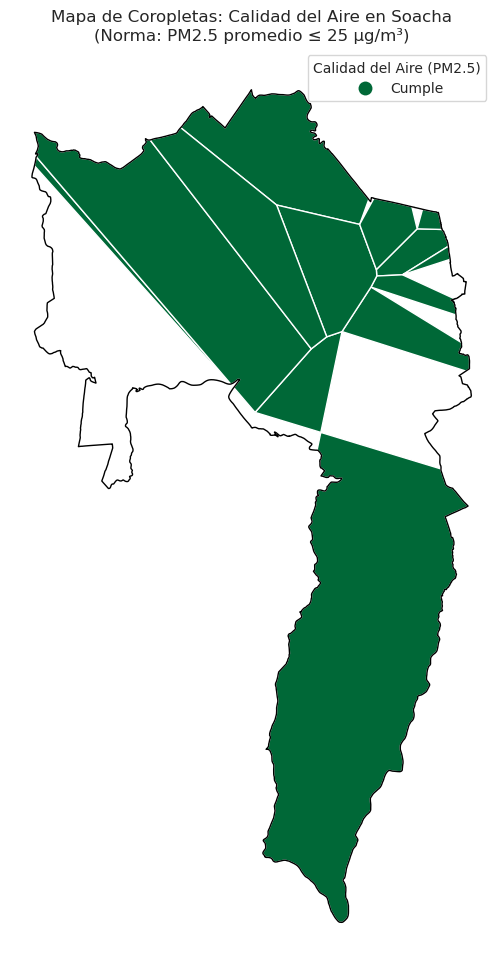 Mapa de Coropletas: Calidad del Aire en Soacha
(Norma: PM2.5 promedio ≤ 25 µg/m³)
Calidad del Aire (PM2.5)
Cumple